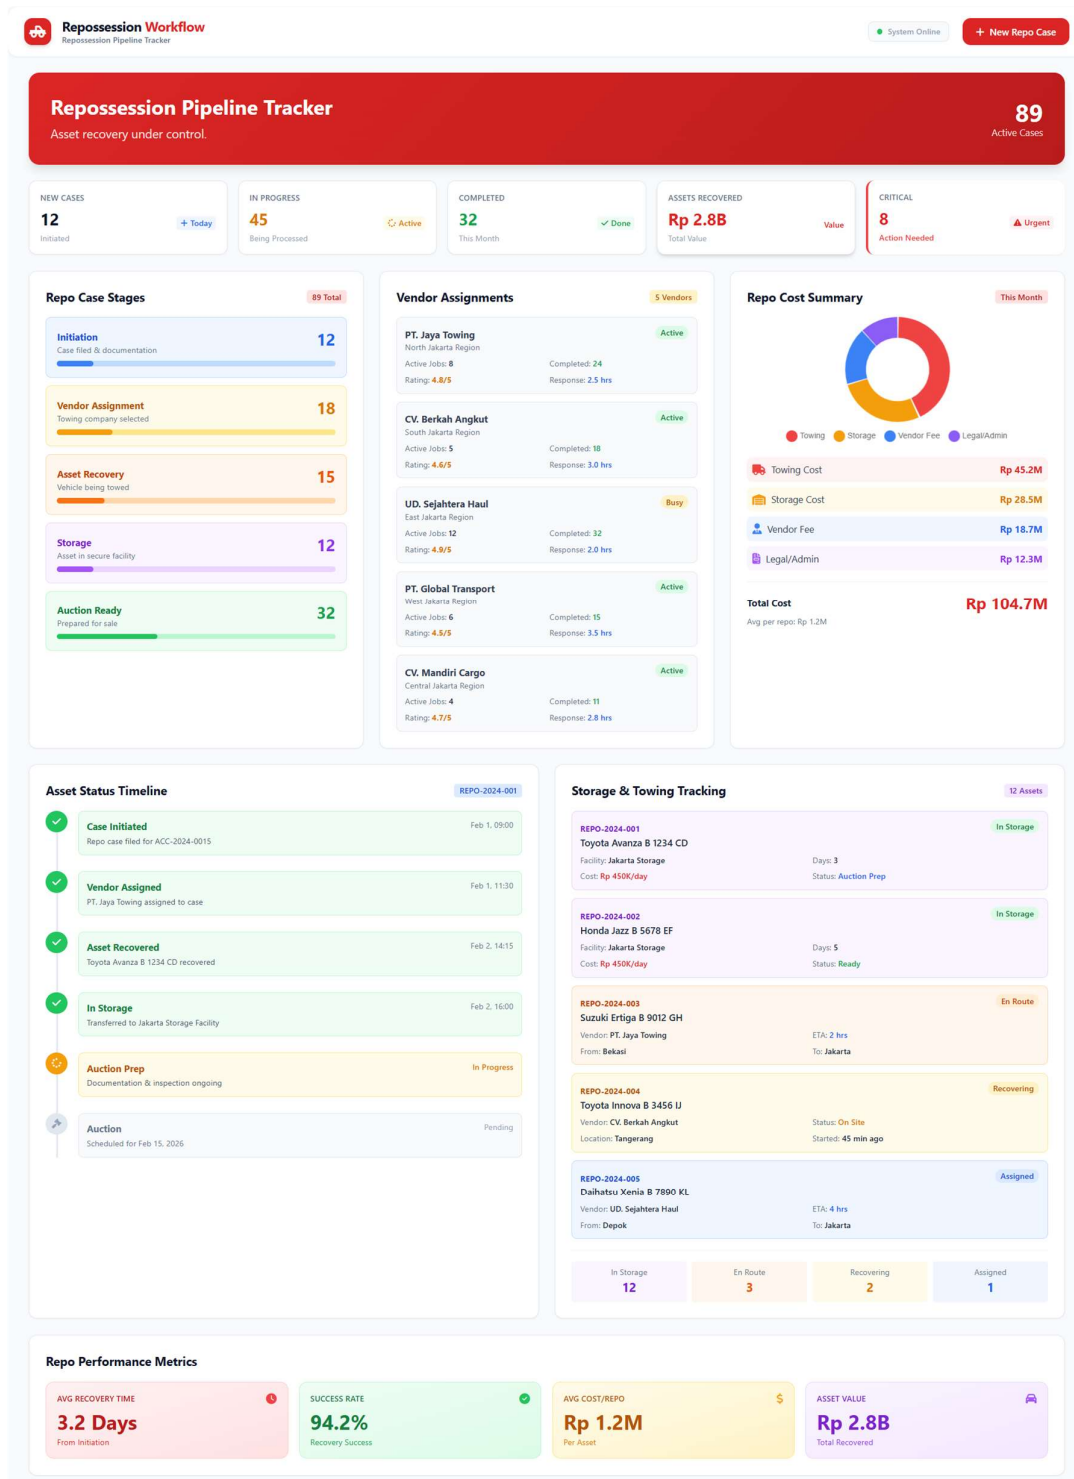 Repossession Workflow
Repossession Pipeline Tracker
System Online
+ New Repo Case
Repossession Pipeline Tracker
Asset recovery under control.
89
Active Cases
NEW CASES
12
+ Today
Initiated
IN PROGRESS
45
Active
Being Processed
COMPLETED
32
Done
This Month
ASSETS RECOVERED
Rp 2.8B
Value
Total Value
CRITICAL
8
Urgent
Action Needed
Repo Case Stages
89 Total
Initiation
12
Case filed & documentation
Vendor Assignment
18
Towing company selected
Asset Recovery
15
Vehicle being towed
Storage
12
Asset in secure facility
Auction Ready
32
Prepared for sale
Vendor Assignments
5 Vendors
PT. Jaya Towing
Active
North Jakarta Region
Active Jobs: 8
Completed: 24
Rating: 4.8/5
Response: 2.5 hrs
CV. Berkah Angkut
Active
South Jakarta Region
Active Jobs: 5
Completed: 18
Rating: 4.6/5
Response: 3.0 hrs
UD. Sejahtera Haul
Busy
East Jakarta Region
Active Jobs: 12
Completed: 32
Rating: 4.9/5
Response: 2.0 hrs
PT. Global Transport
Active
West Jakarta Region
Active Jobs: 6
Completed: 15
Rating: 4.5/5
Response: 3.5 hrs
CV. Mandiri Cargo
Active
Central Jakarta Region
Active Jobs: 4
Completed: 11
Rating: 4.7/5
Response: 2.8 hrs
Repo Cost Summary
This Month
Towing
Storage
Vendor Fee
Legal/Admin
Towing Cost
Rp 45.2M
Storage Cost
Rp 28.5M
Vendor Fee
Rp 18.7M
Legal/Admin
Rp 12.3M
Total Cost
Rp 104.7M
Avg per repo: Rp 1.2M
Asset Status Timeline
REPO-2024-001
Case Initiated
Feb 1, 09:00
Repo case filed for ACC-2024-0015
Vendor Assigned
Feb 1, 11:30
PT. Jaya Towing assigned to case
Asset Recovered
Feb 2, 14:15
Toyota Avanza B 1234 CD recovered
In Storage
Feb 2, 16:00
Transferred to Jakarta Storage Facility
Auction Prep
In Progress
Documentation & inspection ongoing
Auction
Pending
Scheduled for Feb 15, 2026
Storage & Towing Tracking
12 Assets
REPO-2024-001
In Storage
Toyota Avanza B 1234 CD
Facility: Jakarta Storage
Days: 3
Cost: Rp 450K/day
Status: Auction Prep
REPO-2024-002
In Storage
Honda Jazz B 5678 EF
Facility: Jakarta Storage
Days: 5
Cost: Rp 450K/day
Status: Ready
REPO-2024-003
En Route
Suzuki Ertiga B 9012 GH
Vendor: PT. Jaya Towing
ETA: 2 hrs
From: Bekasi
To: Jakarta
REPO-2024-004
Recovering
Toyota Innova B 3456 IJ
Vendor: CV. Berkah Angkut
Status: On Site
Location: Tangerang
Started: 45 min ago
REPO-2024-005
Assigned
Daihatsu Xenia B 7890 KL
Vendor: UD. Sejahtera Haul
ETA: 4 hrs
From: Depok
To: Jakarta
In Storage
12
En Route
3
Recovering
2
Assigned
1
Repo Performance Metrics
AVG RECOVERY TIME
3.2 Days
From Initiation
SUCCESS RATE
94.2%
Recovery Success
AVG COST/REPO
$
Rp 1.2M
Per Asset
ASSET VALUE
Rp 2.8B
Total Recovered